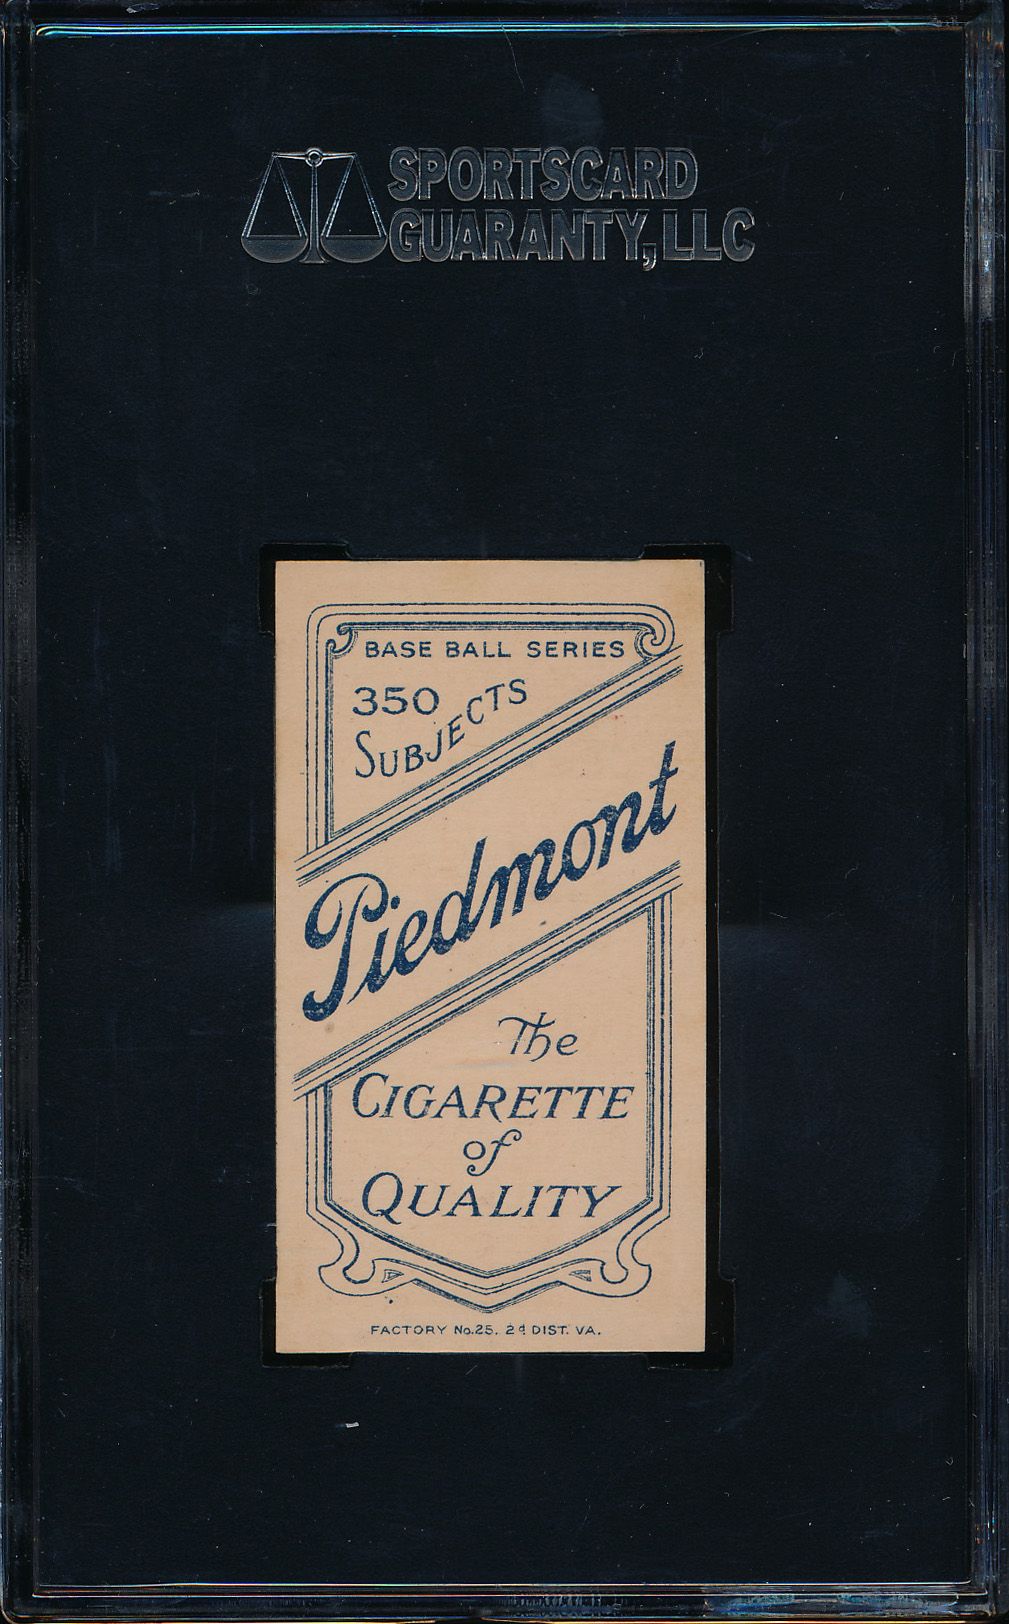 SPORTSCARD
GUARANTY, LLC
BASE BALL SERIES
350
SUBJECTS
Piedmont
The
CIGARETTE
of
QUALITY
FACTORY No.25. 2d DIST. VA.